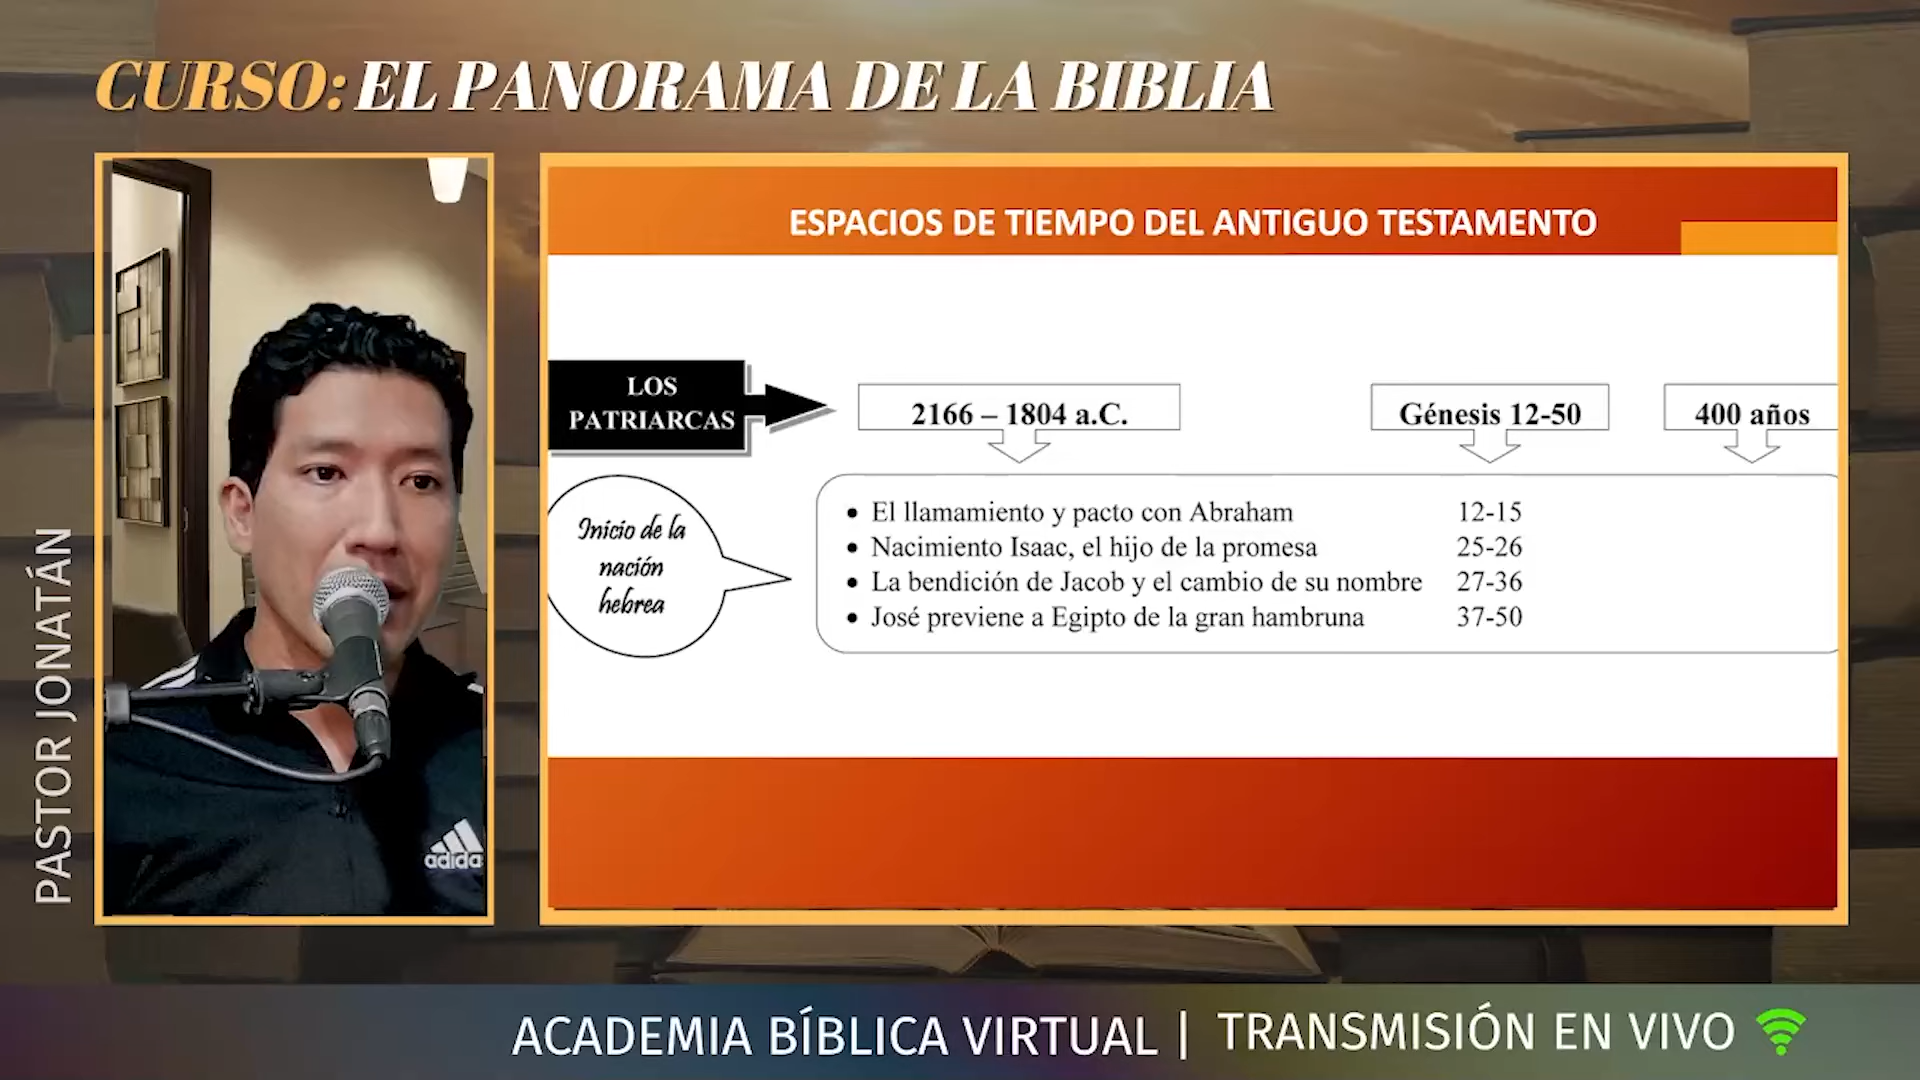 CURSO: EL PANORAMA DE LA BIBLIA
PASTOR JONATÁN
adidas
ESPACIOS DE TIEMPO DEL ANTIGUO TESTAMENTO
LOS
PATRIARCAS
2166 – 1804 a.C.
Génesis 12-50
400 años
Inicio de la
nación
hebrea
• El llamamiento y pacto con Abraham 12-15
• Nacimiento Isaac, el hijo de la promesa 25-26
• La bendición de Jacob y el cambio de su nombre 27-36
• José previene a Egipto de la gran hambruna 37-50
ACADEMIA BÍBLICA VIRTUAL | TRANSMISIÓN EN VIVO